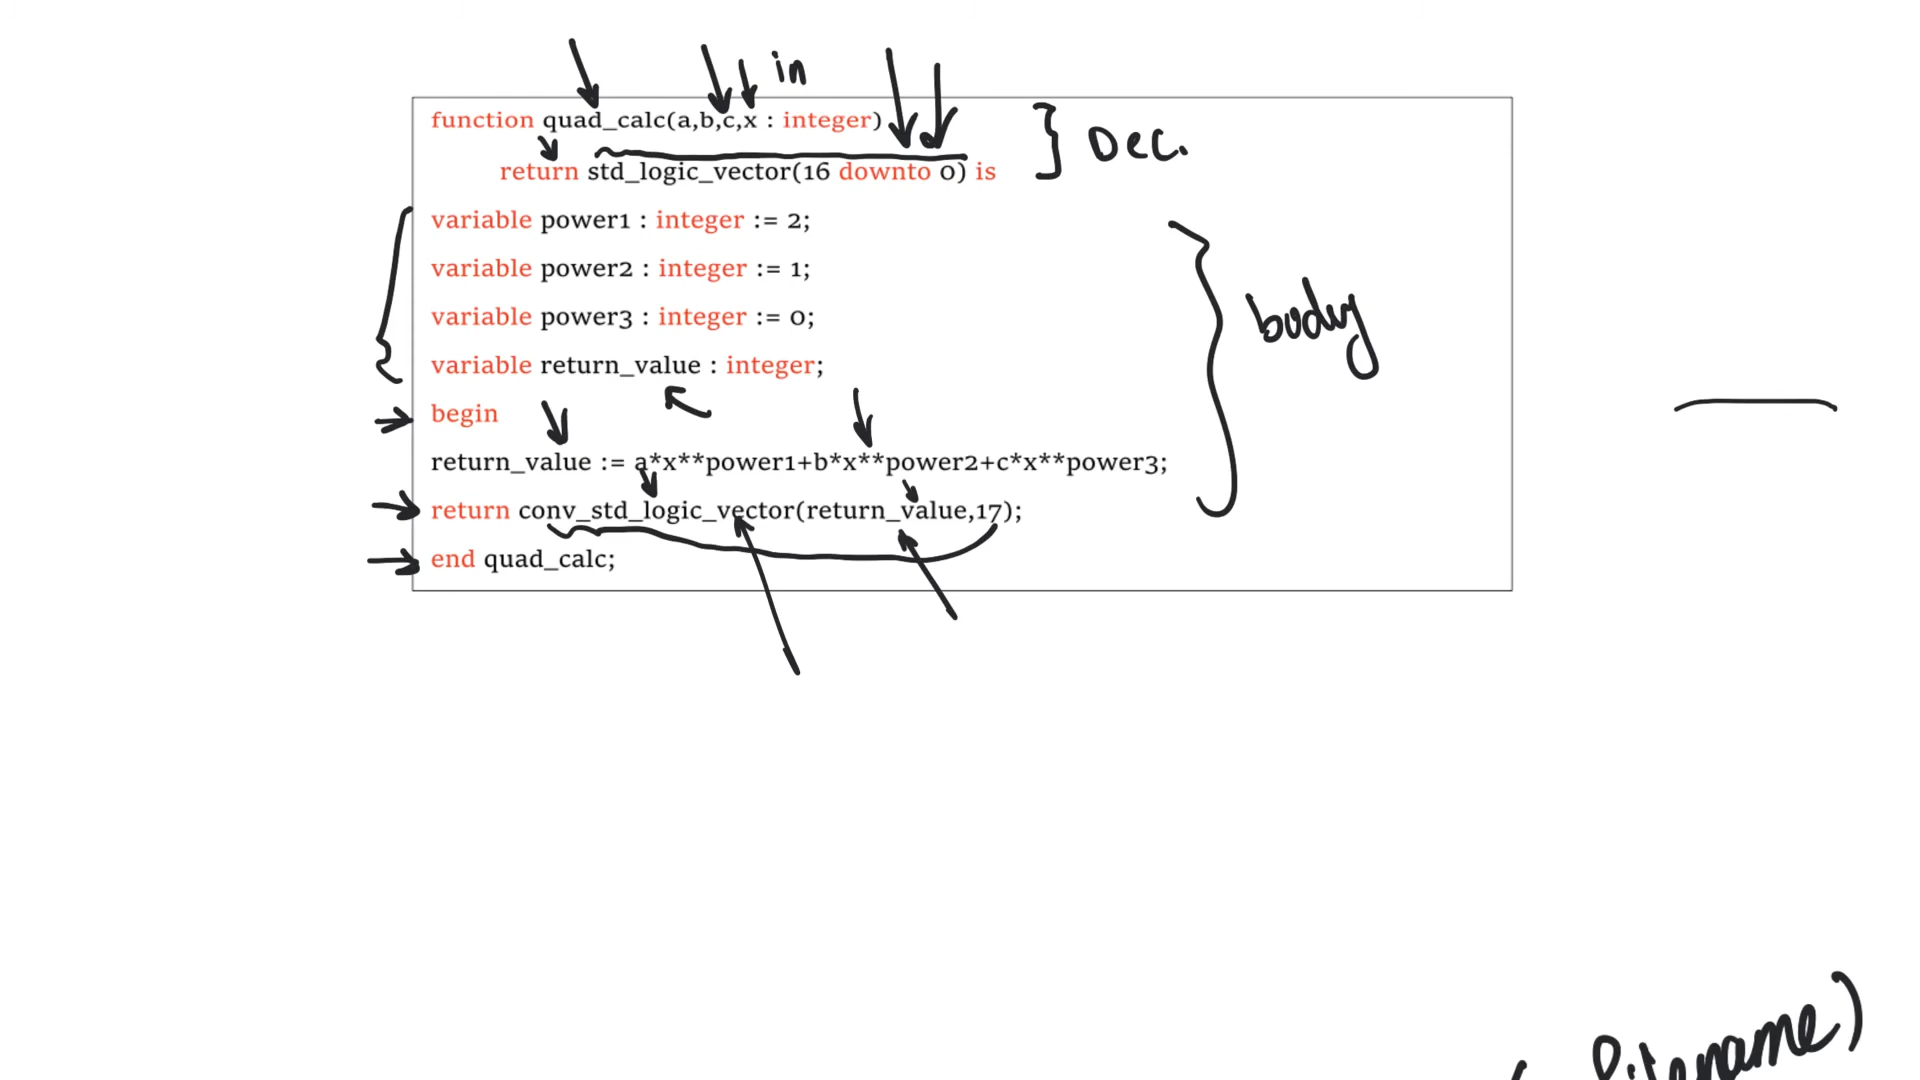 in
function quad_calc(a,b,c,x : integer)
return std_logic_vector(16 downto 0) is
Dec.
variable power1 : integer := 2;
variable power2 : integer := 1;
variable power3 : integer := 0;
variable return_value : integer;
body
begin
return_value := a*x**power1+b*x**power2+c*x**power3;
return conv_std_logic_vector(return_value,17);
end quad_calc;
filename)